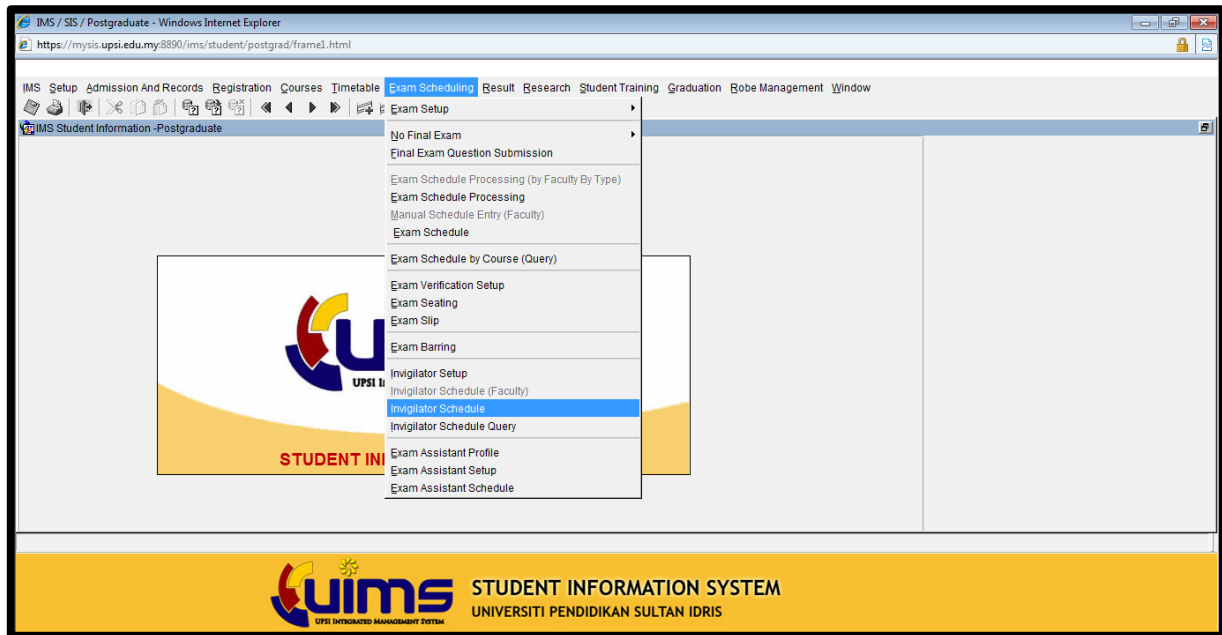 IMS / SIS / Postgraduate - Windows Internet Explorer
https://mysis.upsi.edu.my:8890/ims/student/postgrad/frame1.html
IMS Setup Admission And Records Registration Courses Timetable Exam Scheduling Result Research Student Training Graduation Robe Management Window
IMS Student Information -Postgraduate
Exam Setup
No Final Exam
Final Exam Question Submission
Exam Schedule Processing (by Faculty By Type)
Exam Schedule Processing
Manual Schedule Entry (Faculty)
Exam Schedule
Exam Schedule by Course (Query)
Exam Verification Setup
Exam Seating
Exam Slip
Exam Barring
Invigilator Setup
Invigilator Schedule (Faculty)
Invigilator Schedule
Invigilator Schedule Query
Exam Assistant Profile
Exam Assistant Setup
Exam Assistant Schedule
UPSI
STUDENT
uims
UPSI INTEGRATED MANAGEMENT SYSTEM
STUDENT INFORMATION SYSTEM
UNIVERSITI PENDIDIKAN SULTAN IDRIS